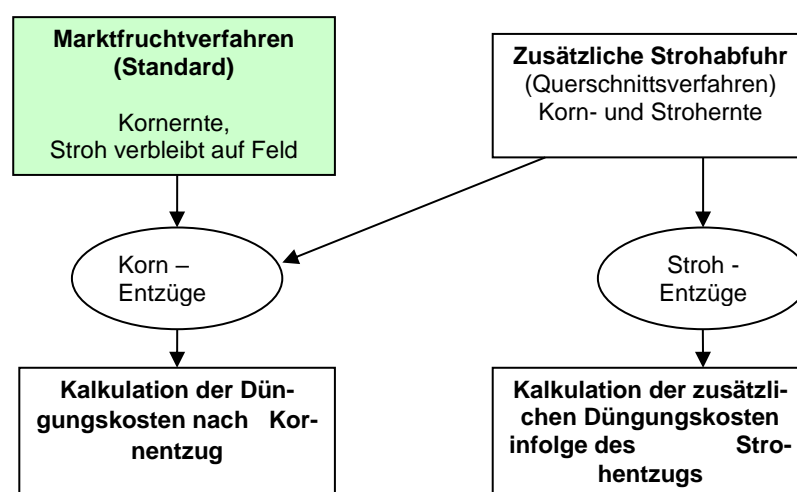 Marktfruchtverfahren
(Standard)
Kornernte,
Stroh verbleibt auf Feld
Zusätzliche Strohabfuhr
(Querschnittsverfahren)
Korn- und Strohernte
Korn –
Entzüge
Stroh -
Entzüge
Kalkulation der Dün-
gungskosten nach Kor-
nentzug
Kalkulation der zusätzli-
chen Düngungskosten
infolge des Stro-
hentzugs